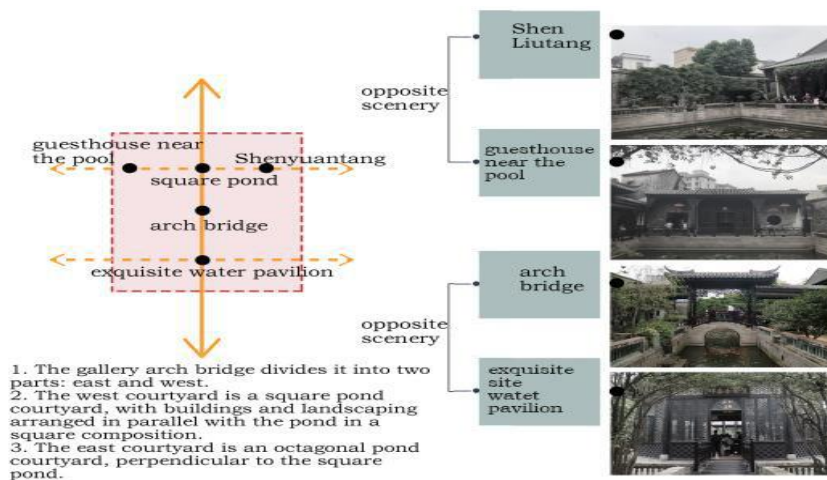 guesthouse near
the pool
Shenyuantang
square pond
arch bridge
exquisite water pavilion
1. The gallery arch bridge divides it into two
parts: east and west.
2. The west courtyard is a square pond
courtyard, with buildings and landscaping
arranged in parallel with the pond in a
square composition.
3. The east courtyard is an octagonal pond
courtyard, perpendicular to the square
pond.
opposite
scenery
Shen
Liutang
guesthouse
near the
pool
opposite
scenery
arch
bridge
exquisite
site
watet
pavilion